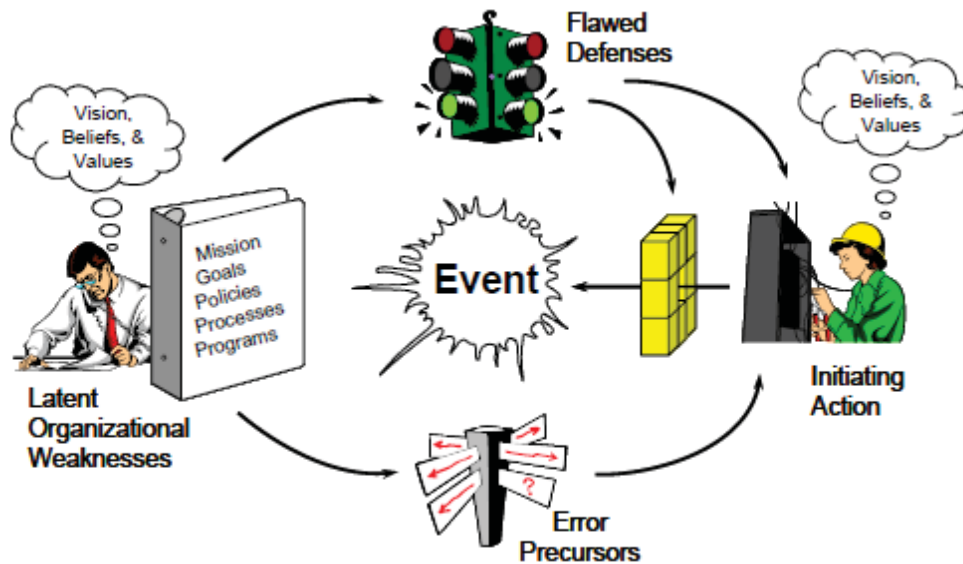 Flawed
Defenses
Vision,
Beliefs, &
Values
Vision,
Beliefs, &
Values
Mission
Goals
Policies
Processes
Programs
Event
Latent
Organizational
Weaknesses
Initiating
Action
?
Error
Precursors